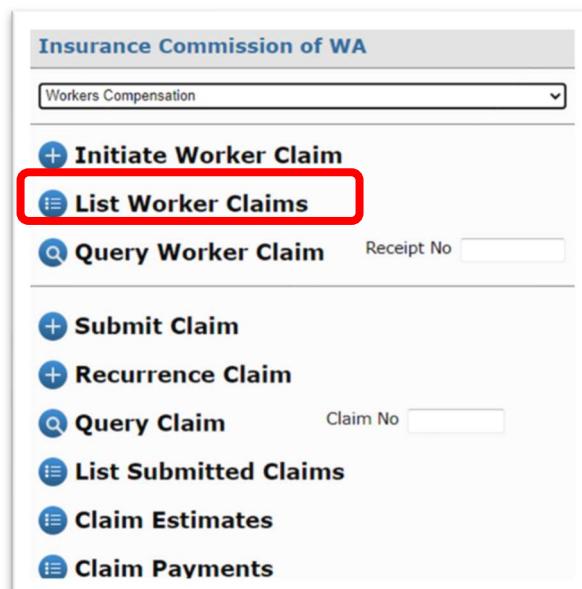 Insurance Commission of WA
Workers Compensation
Initiate Worker Claim
List Worker Claims
Query Worker Claim Receipt No
Submit Claim
Recurrence Claim
Query Claim Claim No
List Submitted Claims
Claim Estimates
Claim Payments